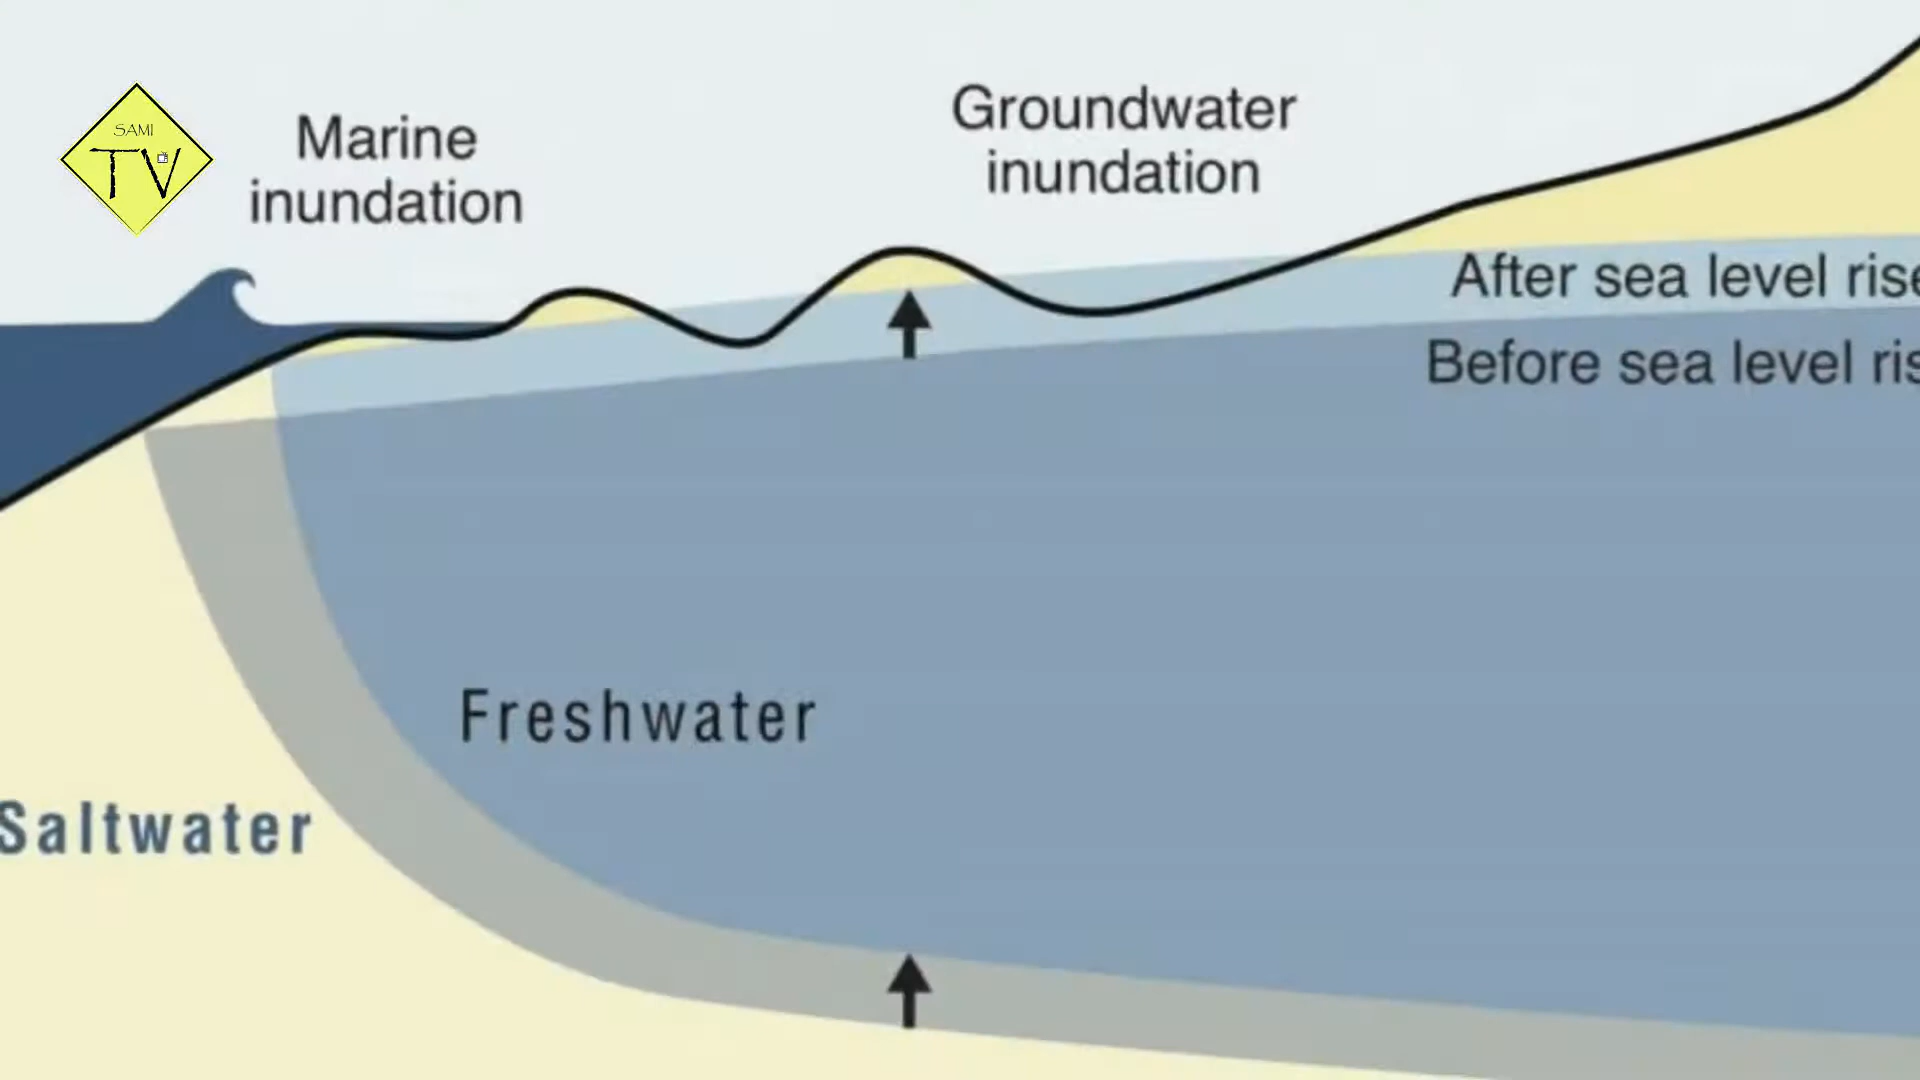 SAMI
TV
Marine
inundation
Groundwater
inundation
After sea level rise
Before sea level ris
Freshwater
Saltwater